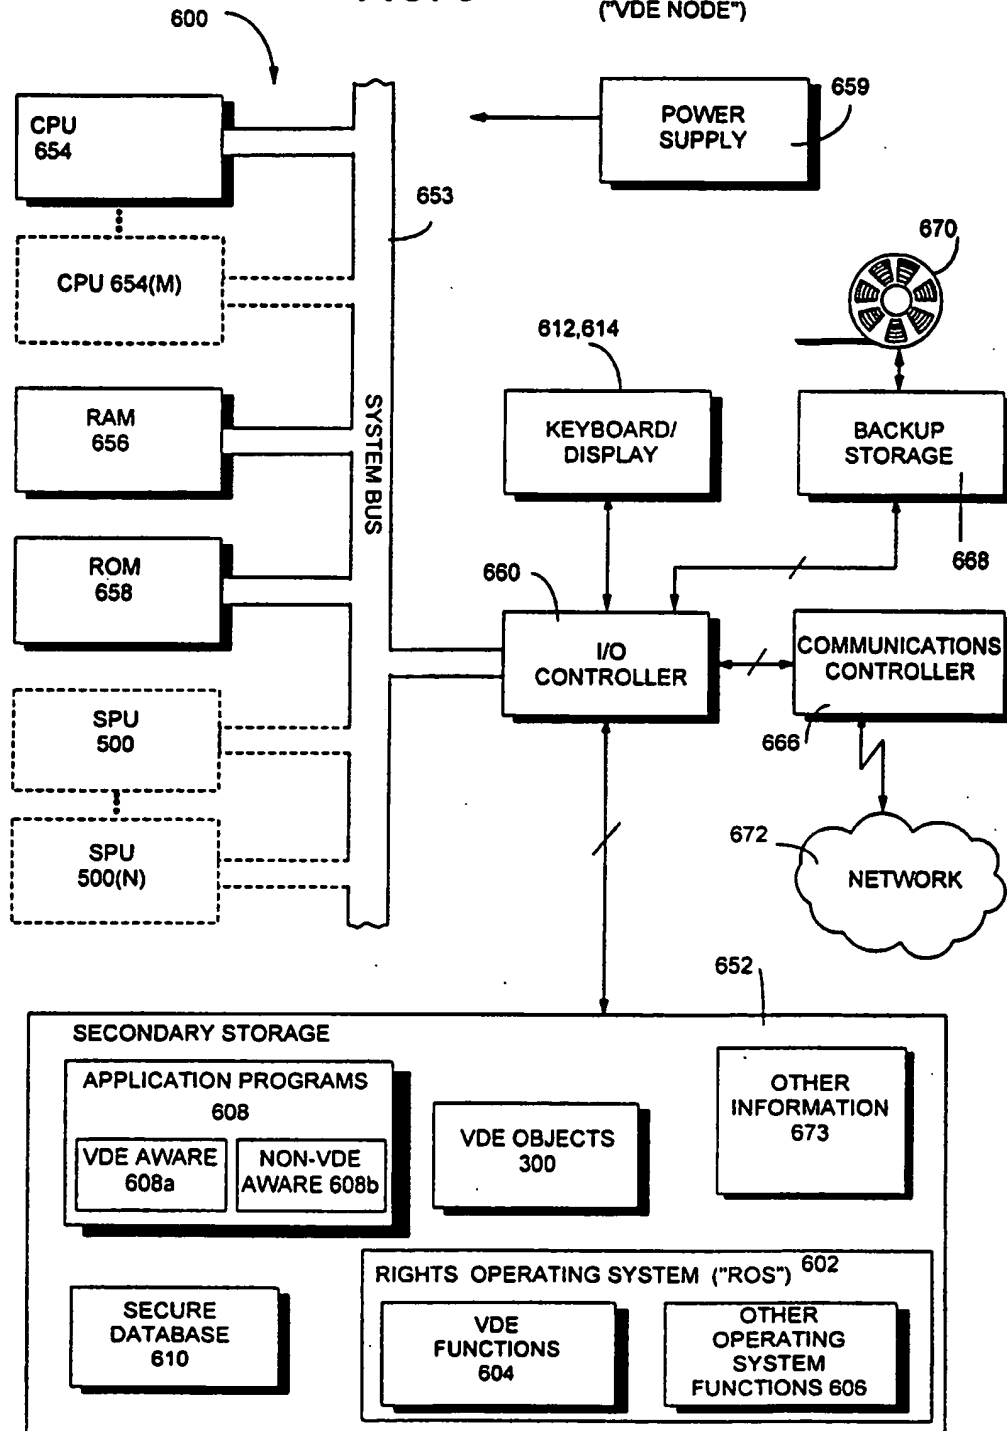 ("VDE NODE")
600
CPU
654
CPU 654(M)
RAM
656
ROM
658
SPU
500
SPU
500(N)
SYSTEM BUS
653
POWER
SUPPLY
659
670
612,614
KEYBOARD/
DISPLAY
BACKUP
STORAGE
668
660
I/O
CONTROLLER
COMMUNICATIONS
CONTROLLER
666
672
NETWORK
652
SECONDARY STORAGE
APPLICATION PROGRAMS
608
VDE AWARE
608a
NON-VDE
AWARE 608b
VDE OBJECTS
300
OTHER
INFORMATION
673
SECURE
DATABASE
610
RIGHTS OPERATING SYSTEM ("ROS") 602
VDE
FUNCTIONS
604
OTHER
OPERATING
SYSTEM
FUNCTIONS 606